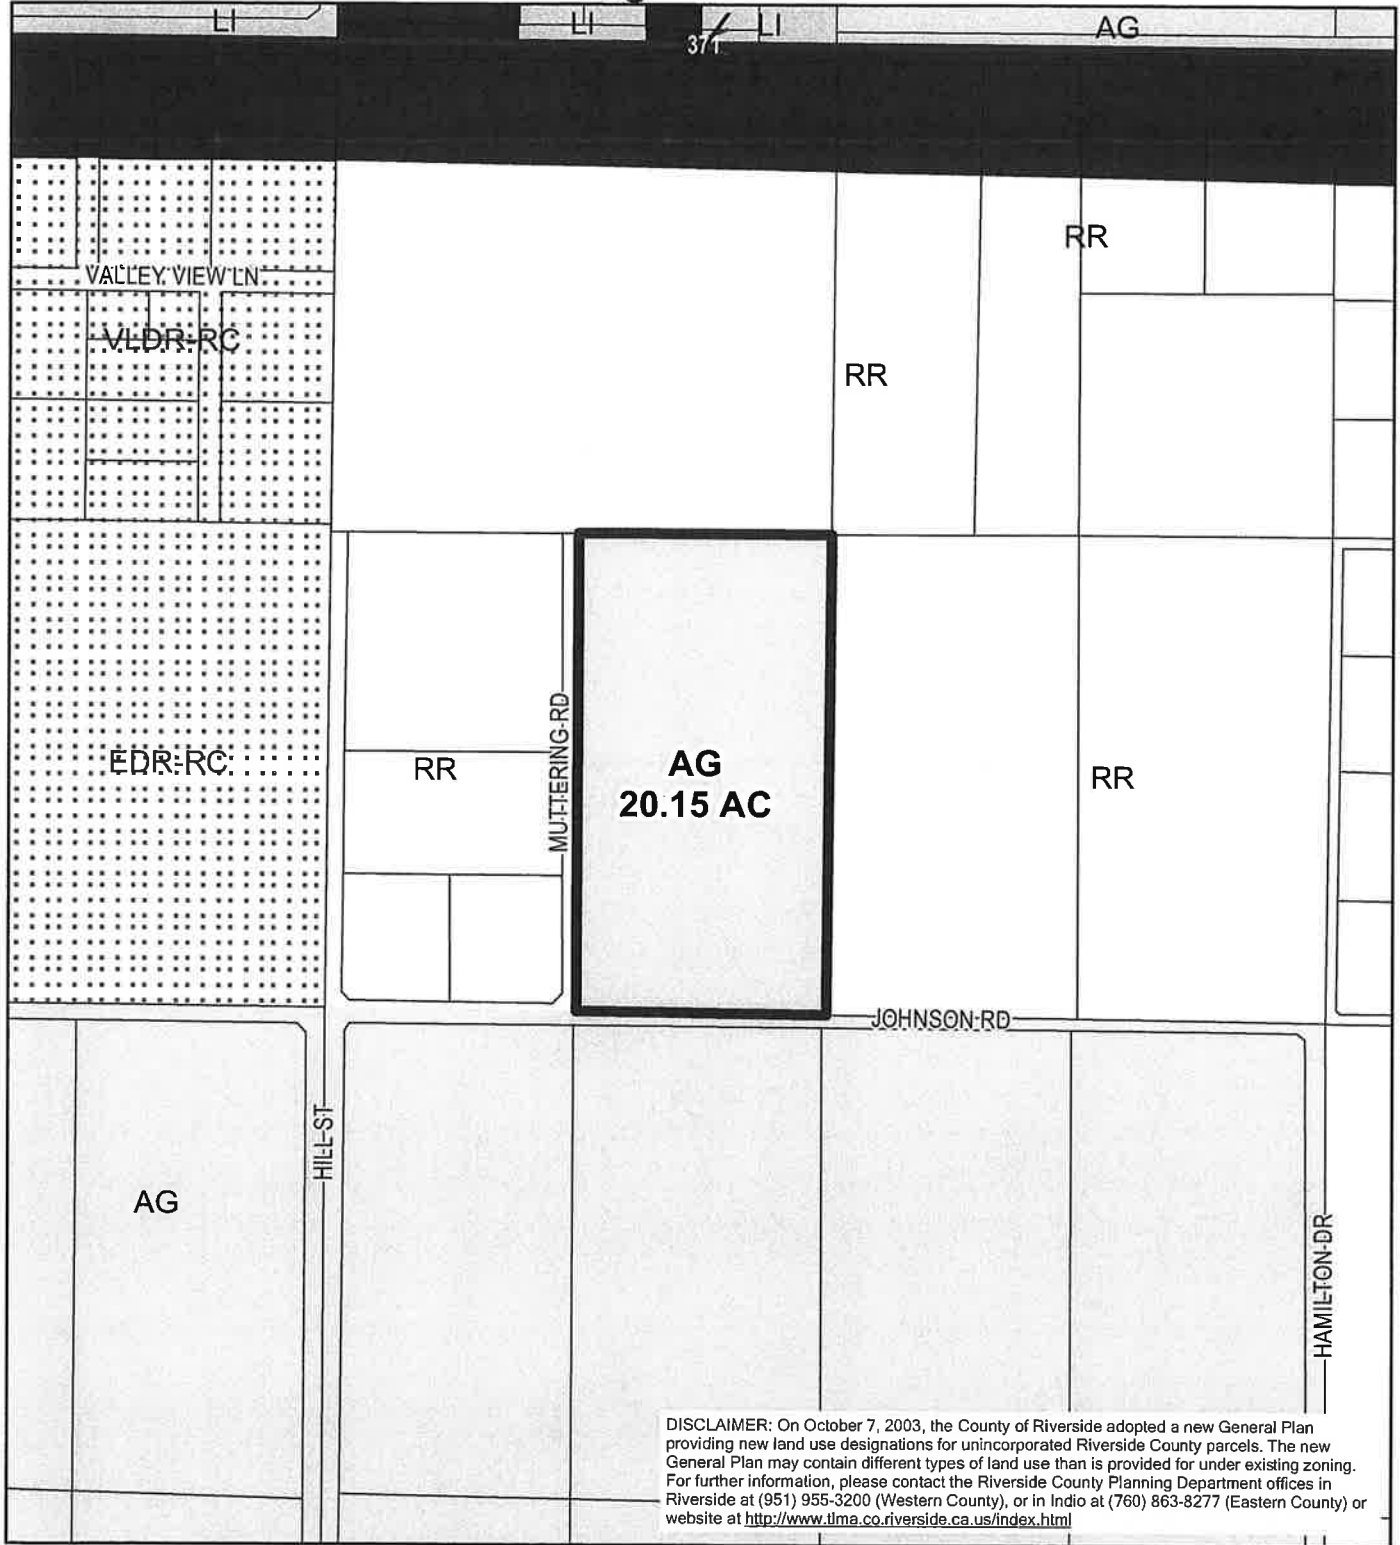 LI
LI
LI
AG
371
RR
VALLEY VIEW LN
VLDR-RC
RR
MUTTERING RD
EDR-RC
RR
AG
20.15 AC
RR
JOHNSON RD
HILL ST
AG
HAMILTON DR
DISCLAIMER: On October 7, 2003, the County of Riverside adopted a new General Plan
providing new land use designations for unincorporated Riverside County parcels. The new
General Plan may contain different types of land use than is provided for under existing zoning.
For further information, please contact the Riverside County Planning Department offices in
Riverside at (951) 955-3200 (Western County), or in Indio at (760) 863-8277 (Eastern County) or
website at http://www.tlma.co.riverside.ca.us/index.html